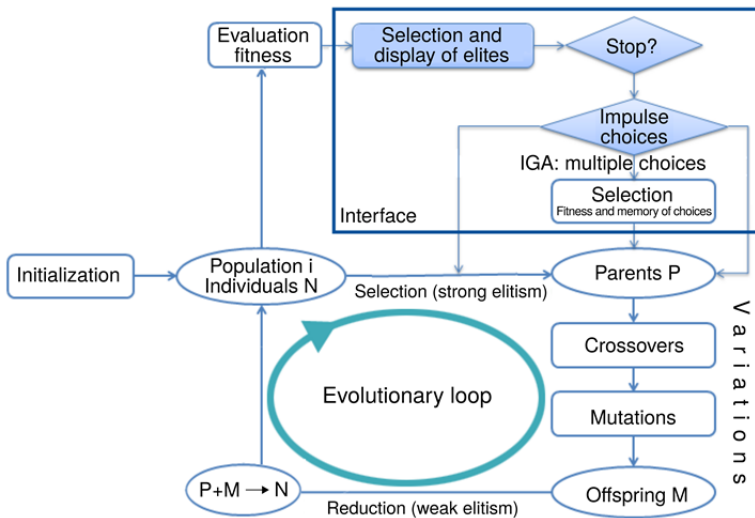 Evaluation
fitness
Selection and
display of elites
Stop?
Impulse
choices
IGA: multiple choices
Selection
Fitness and memory of choices
Interface
Initialization
Population i
Individuals N
Selection (strong elitism)
Parents P
Crossovers
Evolutionary loop
Mutations
Variations
P+M → N
Reduction (weak elitism)
Offspring M